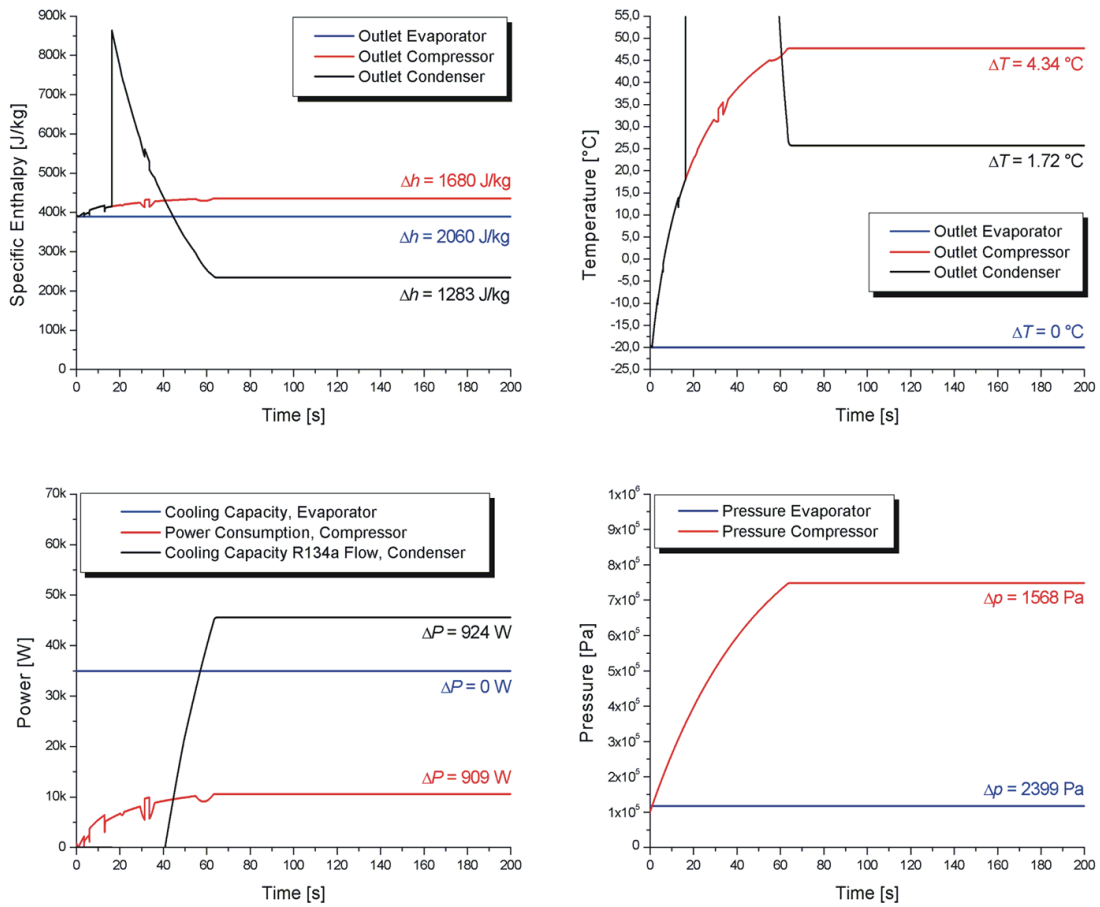 900k
800k
700k
600k
500k
400k
300k
200k
100k
0
Specific Enthalpy [J/kg]
Outlet Evaporator
Outlet Compressor
Outlet Condenser
Δh = 1680 J/kg
Δh = 2060 J/kg
Δh = 1283 J/kg
0 20 40 60 80 100 120 140 160 180 200
Time [s]
55,0
50,0
45,0
40,0
35,0
30,0
25,0
20,0
15,0
10,0
5,0
0,0
-5,0
-10,0
-15,0
-20,0
-25,0
Temperature [°C]
ΔT = 4.34 °C
ΔT = 1.72 °C
Outlet Evaporator
Outlet Compressor
Outlet Condenser
ΔT = 0 °C
0 20 40 60 80 100 120 140 160 180 200
Time [s]
70k
60k
50k
40k
30k
20k
10k
0
Power [W]
Cooling Capacity, Evaporator
Power Consumption, Compressor
Cooling Capacity R134a Flow, Condenser
ΔP = 924 W
ΔP = 0 W
ΔP = 909 W
0 20 40 60 80 100 120 140 160 180 200
Time [s]
1x10⁶
9x10⁵
8x10⁵
7x10⁵
6x10⁵
5x10⁵
4x10⁵
3x10⁵
2x10⁵
1x10⁵
0
Pressure [Pa]
Pressure Evaporator
Pressure Compressor
Δp = 1568 Pa
Δp = 2399 Pa
0 20 40 60 80 100 120 140 160 180 200
Time [s]